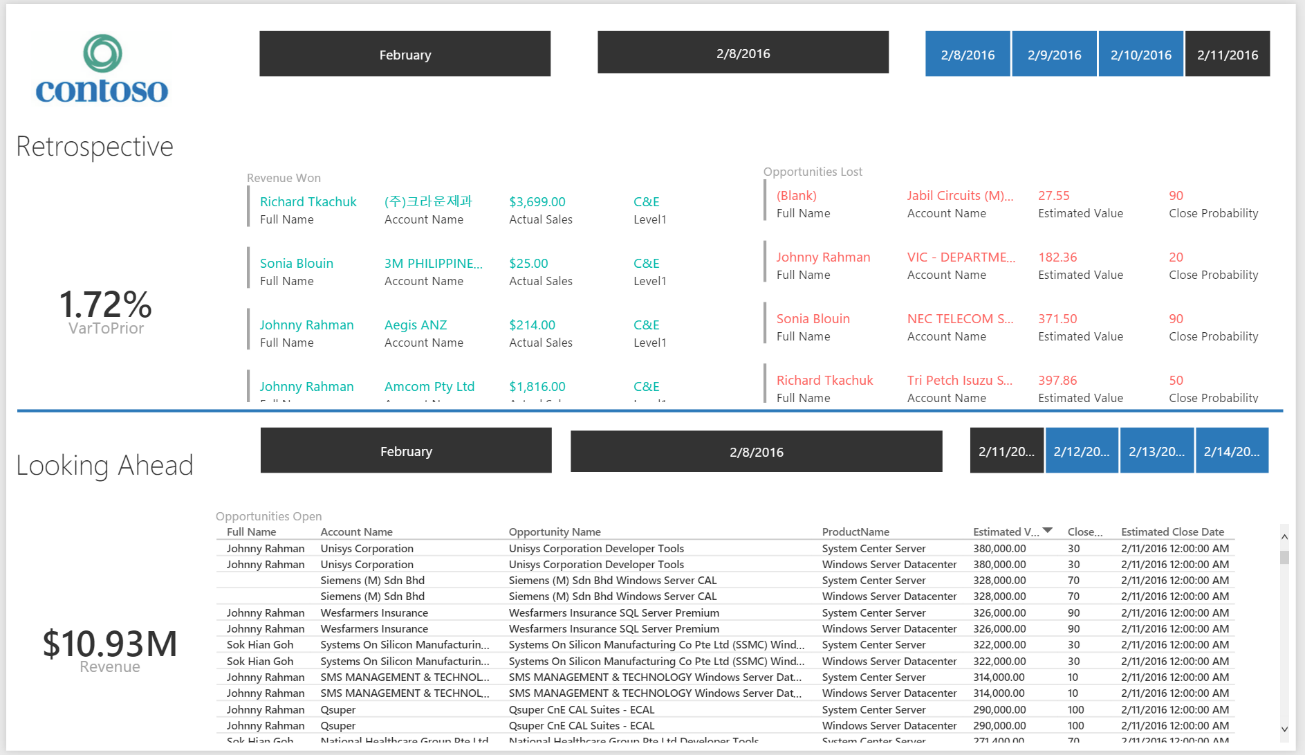 contoso
February
2/8/2016
2/8/2016 2/9/2016 2/10/2016 2/11/2016
Retrospective
1.72%
VarToPrior
Revenue Won
Richard Tkachuk (주)크라운제과 $3,699.00 C&E
Full Name Account Name Actual Sales Level1
Sonia Blouin 3M PHILIPPINE... $25.00 C&E
Full Name Account Name Actual Sales Level1
Johnny Rahman Aegis ANZ $214.00 C&E
Full Name Account Name Actual Sales Level1
Johnny Rahman Amcom Pty Ltd $1,816.00 C&E
Opportunities Lost
(Blank) Jabil Circuits (M)... 27.55 90
Full Name Account Name Estimated Value Close Probability
Johnny Rahman VIC - DEPARTME... 182.36 20
Full Name Account Name Estimated Value Close Probability
Sonia Blouin NEC TELECOM S... 371.50 90
Full Name Account Name Estimated Value Close Probability
Richard Tkachuk Tri Petch Isuzu S... 397.86 50
Full Name Account Name Estimated Value Close Probability
Looking Ahead
February
2/8/2016
2/11/20... 2/12/20... 2/13/20... 2/14/20...
$10.93M
Revenue
Opportunities Open
Full Name Account Name Opportunity Name ProductName Estimated V... Close... Estimated Close Date
Johnny Rahman Unisys Corporation Unisys Corporation Developer Tools System Center Server 380,000.00 30 2/11/2016 12:00:00 AM
Johnny Rahman Unisys Corporation Unisys Corporation Developer Tools Windows Server Datacenter 380,000.00 30 2/11/2016 12:00:00 AM
Siemens (M) Sdn Bhd Siemens (M) Sdn Bhd Windows Server CAL System Center Server 328,000.00 70 2/11/2016 12:00:00 AM
Siemens (M) Sdn Bhd Siemens (M) Sdn Bhd Windows Server CAL Windows Server Datacenter 328,000.00 70 2/11/2016 12:00:00 AM
Johnny Rahman Wesfarmers Insurance Wesfarmers Insurance SQL Server Premium System Center Server 326,000.00 90 2/11/2016 12:00:00 AM
Johnny Rahman Wesfarmers Insurance Wesfarmers Insurance SQL Server Premium Windows Server Datacenter 326,000.00 90 2/11/2016 12:00:00 AM
Sok Hian Goh Systems On Silicon Manufacturin... Systems On Silicon Manufacturing Co Pte Ltd (SSMC) Wind... System Center Server 322,000.00 30 2/11/2016 12:00:00 AM
Sok Hian Goh Systems On Silicon Manufacturin... Systems On Silicon Manufacturing Co Pte Ltd (SSMC) Wind... Windows Server Datacenter 322,000.00 30 2/11/2016 12:00:00 AM
Johnny Rahman SMS MANAGEMENT & TECHNOL... SMS MANAGEMENT & TECHNOLOGY Windows Server Dat... System Center Server 314,000.00 10 2/11/2016 12:00:00 AM
Johnny Rahman SMS MANAGEMENT & TECHNOL... SMS MANAGEMENT & TECHNOLOGY Windows Server Dat... Windows Server Datacenter 314,000.00 10 2/11/2016 12:00:00 AM
Johnny Rahman Qsuper Qsuper CnE CAL Suites - ECAL System Center Server 290,000.00 100 2/11/2016 12:00:00 AM
Johnny Rahman Qsuper Qsuper CnE CAL Suites - ECAL Windows Server Datacenter 290,000.00 100 2/11/2016 12:00:00 AM
Sok Hian Goh National Healthcare Group Pte Ltd National Healthcare Group Pte Ltd Developer Tools System Center Server 271,400.00 70 2/11/2016 12:00:00 AM